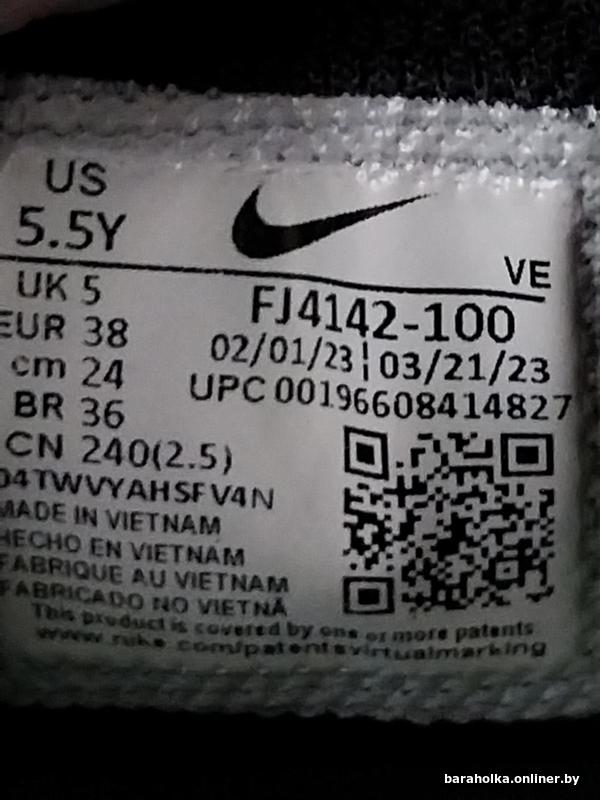 US
5.5Y
VE
UK 5
EUR 38
cm 24
BR 36
CN 240(2.5)
FJ4142-100
02/01/23 ¦ 03/21/23
UPC 00196608414827
04TWVYAHSFV4N
MADE IN VIETNAM
HECHO EN VIETNAM
FABRIQUE AU VIETNAM
FABRICADO NO VIETNÃ
This product is covered by one or more patents
www.nike.com/patentsvirtualmarking
baraholka.onliner.by